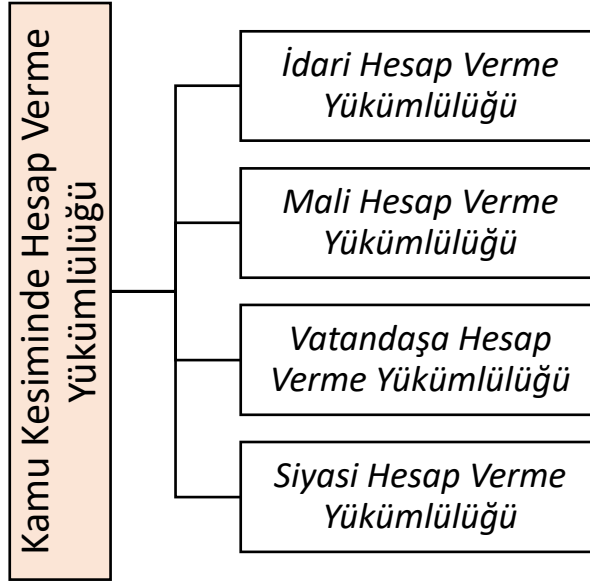 Kamu Kesiminde Hesap Verme
Yükümlülüğü
İdari Hesap Verme
Yükümlülüğü
Mali Hesap Verme
Yükümlülüğü
Vatandaşa Hesap
Verme Yükümlülüğü
Siyasi Hesap Verme
Yükümlülüğü